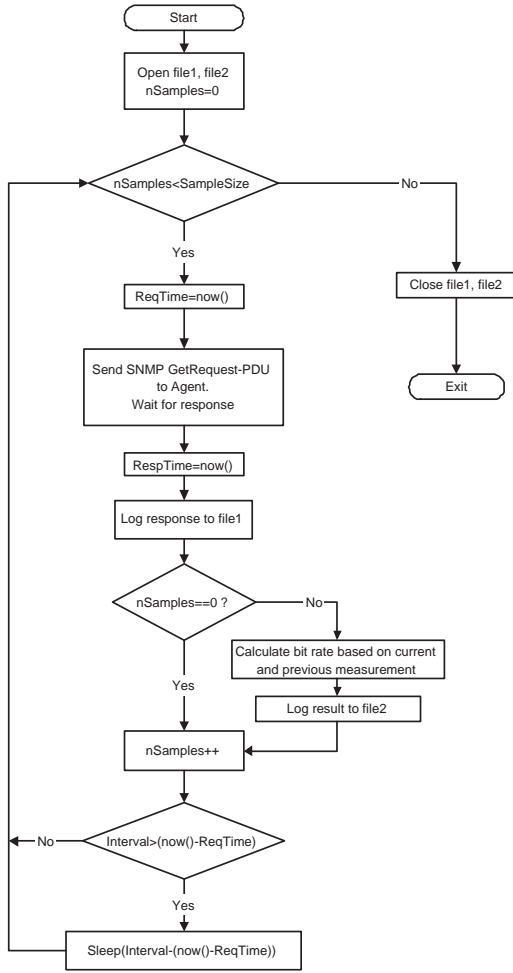 Start
Open file1, file2
nSamples=0
nSamples<SampleSize
No
Yes
ReqTime=now()
Close file1, file2
Send SNMP GetRequest-PDU
to Agent.
Wait for response
Exit
RespTime=now()
Log response to file1
nSamples==0 ?
No
Calculate bit rate based on current
and previous measurement
Yes
Log result to file2
nSamples++
Interval>(now()-ReqTime)
No
Yes
Sleep(Interval-(now()-ReqTime))